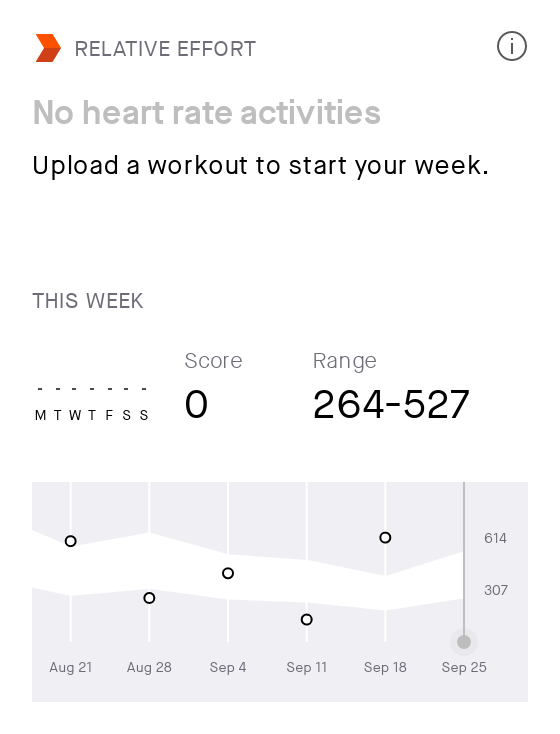 RELATIVE EFFORT
No heart rate activities
Upload a workout to start your week.
THIS WEEK
Score
Range
- - - - - - -
M T W T F S S
0
264-527
614
307
Aug 21
Aug 28
Sep 4
Sep 11
Sep 18
Sep 25